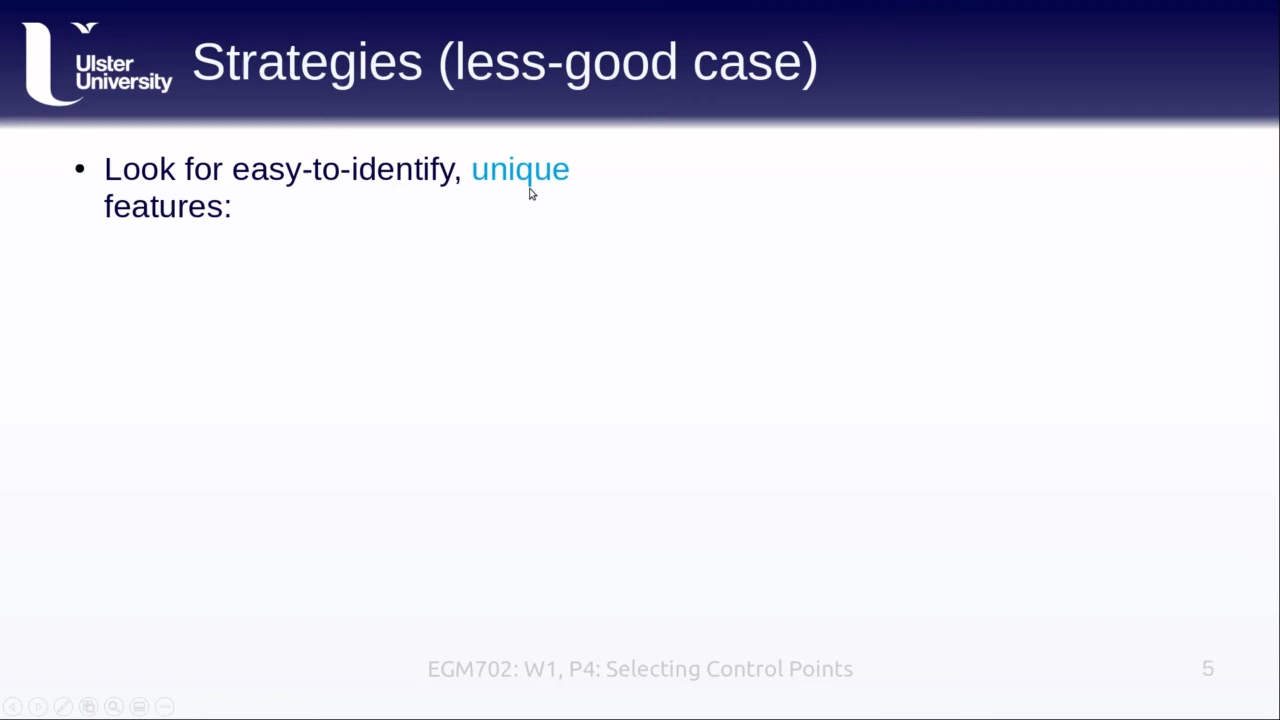 Ulster
University
Strategies (less-good case)
• Look for easy-to-identify, unique
features:
EGM702: W1, P4: Selecting Control Points
5